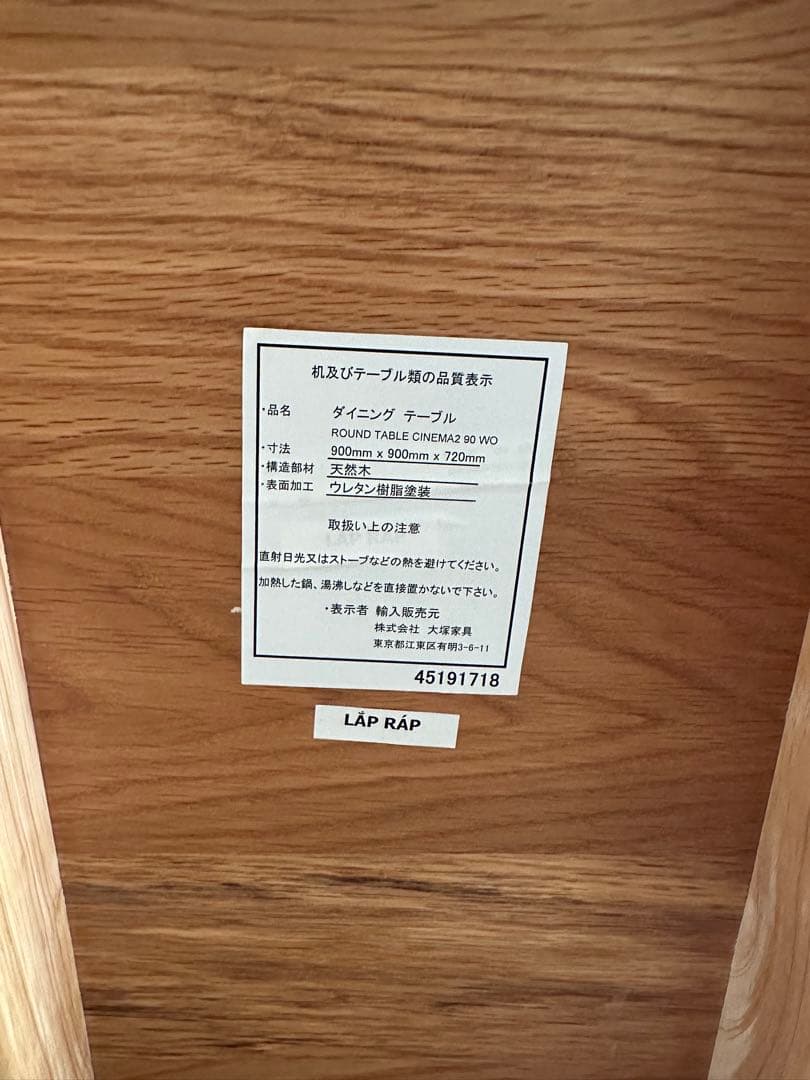 机及びテーブル類の品質表示
・品名 ダイニング テーブル
ROUND TABLE CINEMA2 90 WO
・寸法 900mm x 900mm x 720mm
・構造部材 天然木
・表面加工 ウレタン樹脂塗装
取扱い上の注意
直射日光又はストーブなどの熱を避けてください。
加熱した鍋、湯沸しなどを直接置かないで下さい。
・表示者 輸入販売元
株式会社 大塚家具
東京都江東区有明3-6-11
45191718
LẮP RÁP